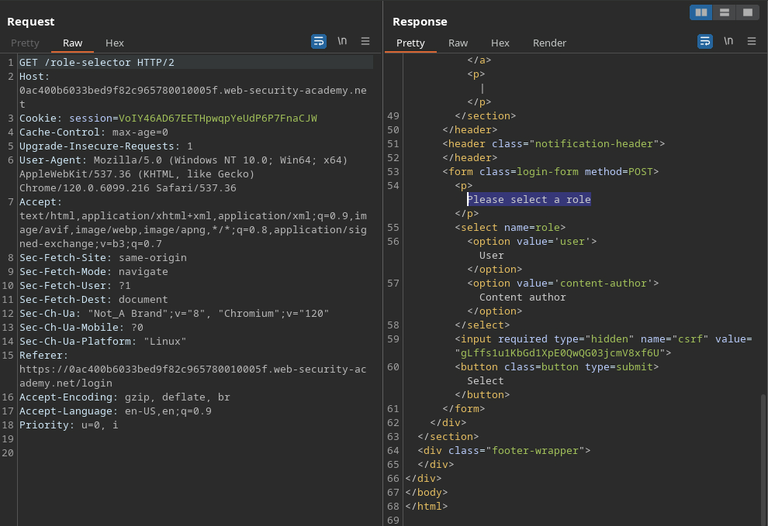 Request
Pretty Raw Hex
\n
1 GET /role-selector HTTP/2
2 Host:
0ac400b6033bed9f82c965780010005f.web-security-academy.ne
t
3 Cookie: session=VoIY46AD67EETHpwqpYeUdP6P7FnaCJW
4 Cache-Control: max-age=0
5 Upgrade-Insecure-Requests: 1
6 User-Agent: Mozilla/5.0 (Windows NT 10.0; Win64; x64)
AppleWebKit/537.36 (KHTML, like Gecko)
Chrome/120.0.6099.216 Safari/537.36
7 Accept:
text/html,application/xhtml+xml,application/xml;q=0.9,im
age/avif,image/webp,image/apng,*/*;q=0.8,application/sig
ned-exchange;v=b3;q=0.7
8 Sec-Fetch-Site: same-origin
9 Sec-Fetch-Mode: navigate
10 Sec-Fetch-User: ?1
11 Sec-Fetch-Dest: document
12 Sec-Ch-Ua: "Not_A Brand";v="8", "Chromium";v="120"
13 Sec-Ch-Ua-Mobile: ?0
14 Sec-Ch-Ua-Platform: "Linux"
15 Referer:
https://0ac400b6033bed9f82c965780010005f.web-security-ac
ademy.net/login
16 Accept-Encoding: gzip, deflate, br
17 Accept-Language: en-US,en;q=0.9
18 Priority: u=0, i
19
20
Response
Pretty Raw Hex Render
\n
</a>
<p>
|
</p>
49 </section>
50 </header>
51 <header class="notification-header">
52 </header>
53 <form class=login-form method=POST>
54 <p>
Please select a role
</p>
55 <select name=role>
56 <option value='user'>
User
</option>
57 <option value='content-author'>
Content author
</option>
58 </select>
59 <input required type="hidden" name="csrf" value=
"gLffs1u1KbGd1XpE0QwQG03jcmV8xf6U">
60 <button class=button type=submit>
Select
</button>
61 </form>
62 </div>
63 </section>
64 <div class="footer-wrapper">
65 </div>
66 </div>
67 </body>
68 </html>
69